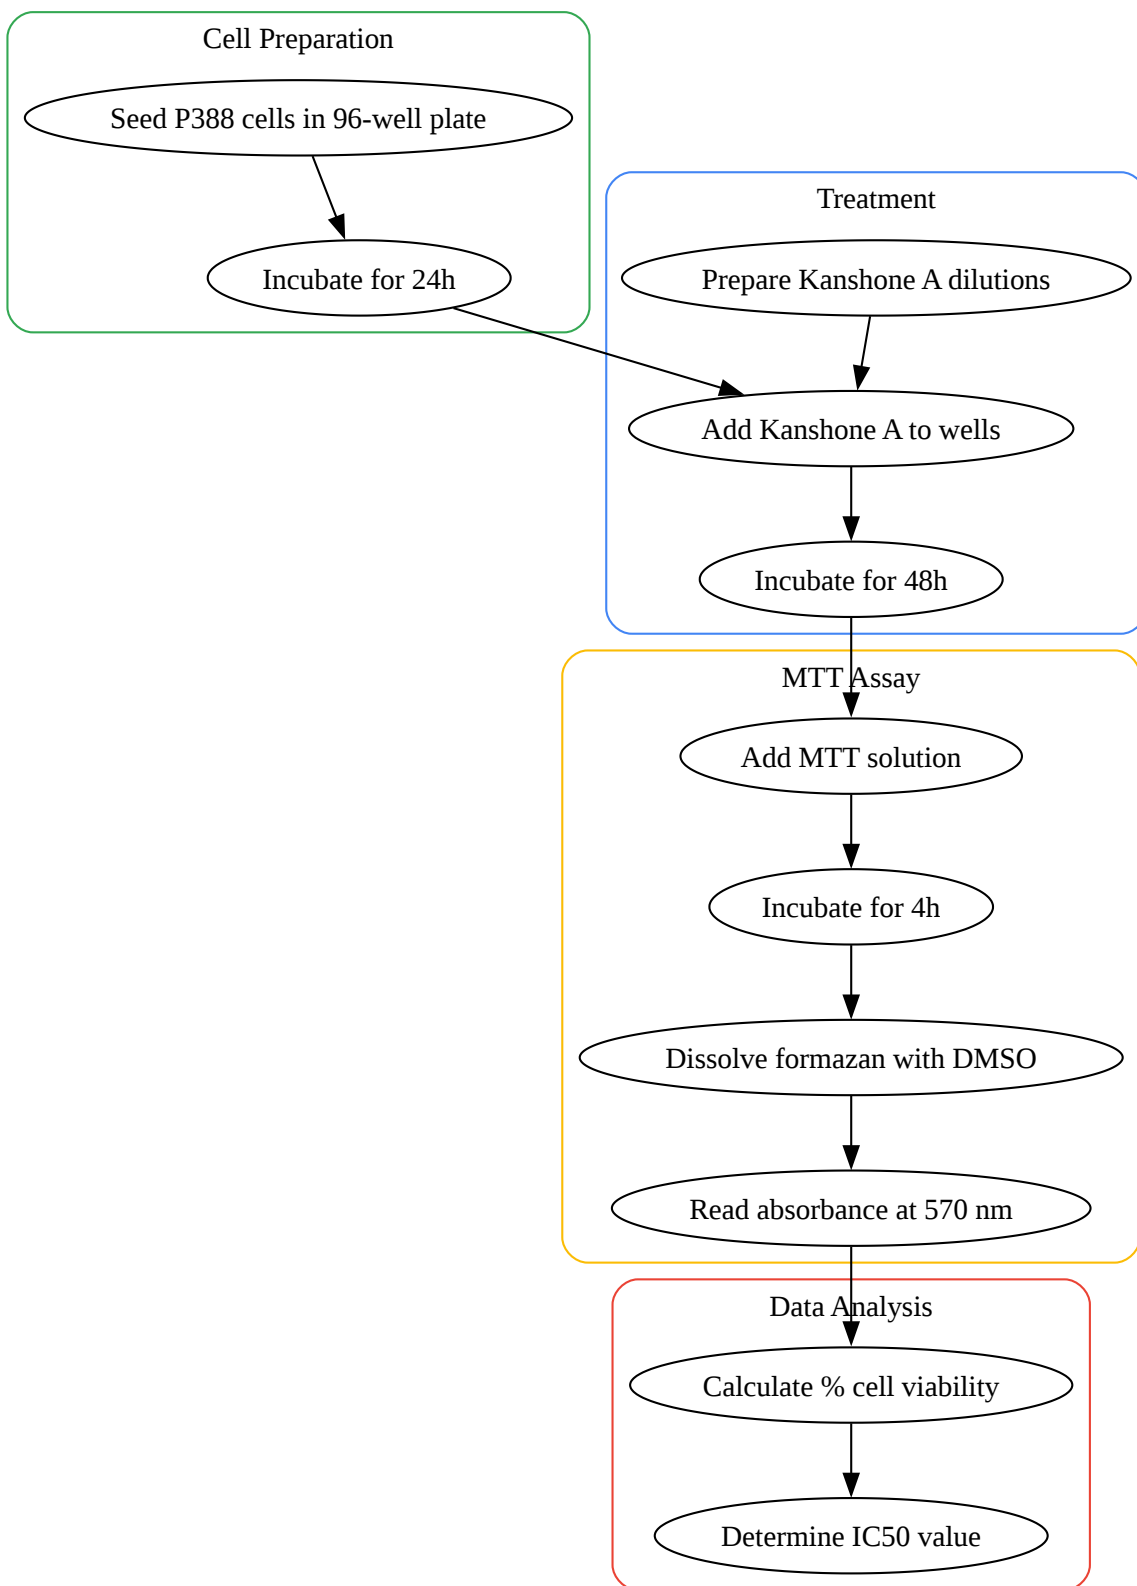 Cell Preparation
Seed P388 cells in 96-well plate
Incubate for 24h
Treatment
Prepare Kanshone A dilutions
Add Kanshone A to wells
Incubate for 48h
MTT Assay
Add MTT solution
Incubate for 4h
Dissolve formazan with DMSO
Read absorbance at 570 nm
Data Analysis
Calculate % cell viability
Determine IC50 value